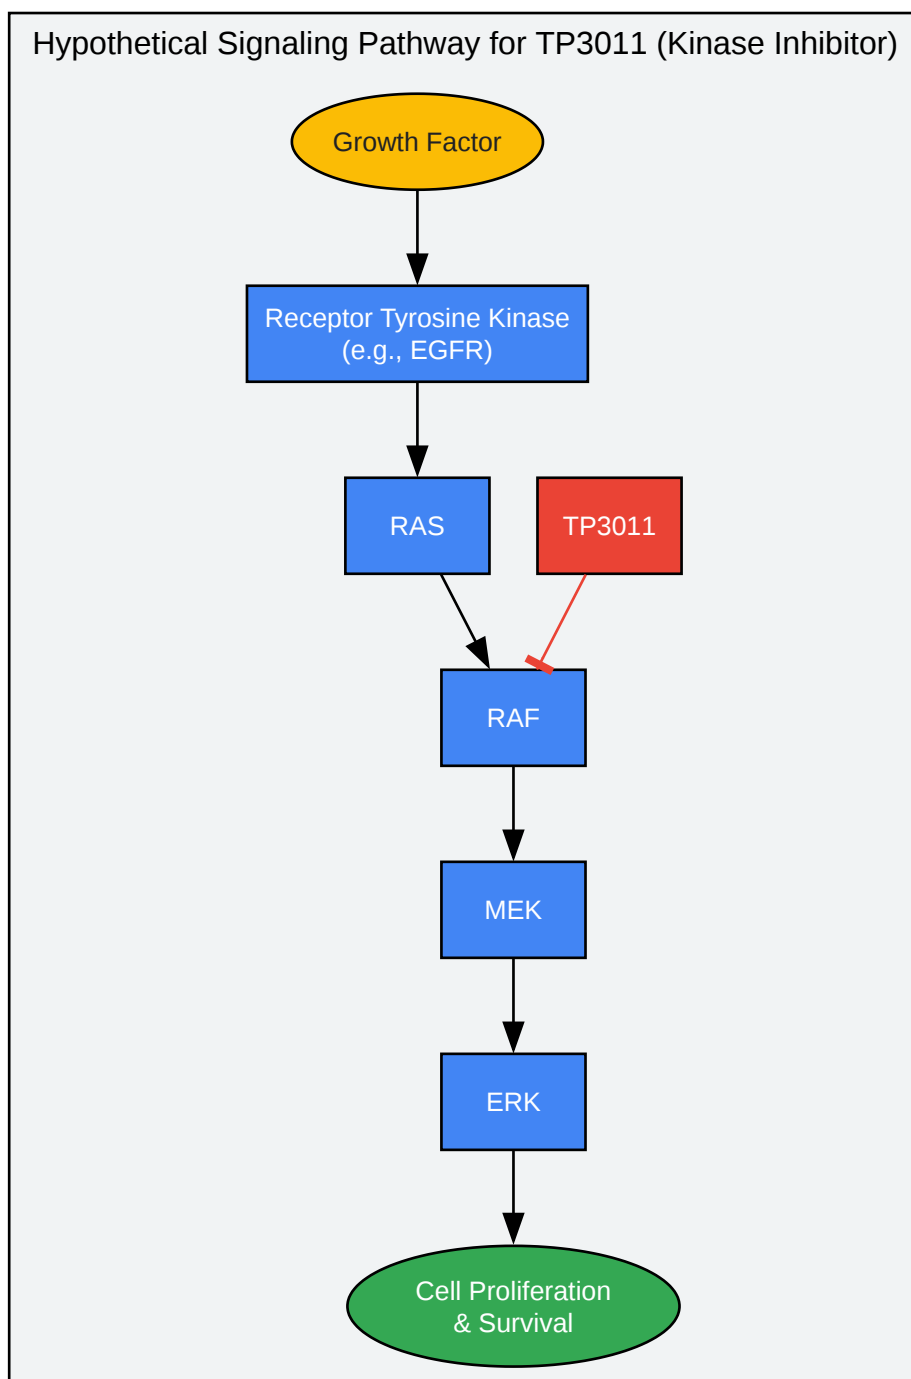 Hypothetical Signaling Pathway for TP3011 (Kinase Inhibitor)
Growth Factor
Receptor Tyrosine Kinase
(e.g., EGFR)
RAS
TP3011
RAF
MEK
ERK
Cell Proliferation
& Survival